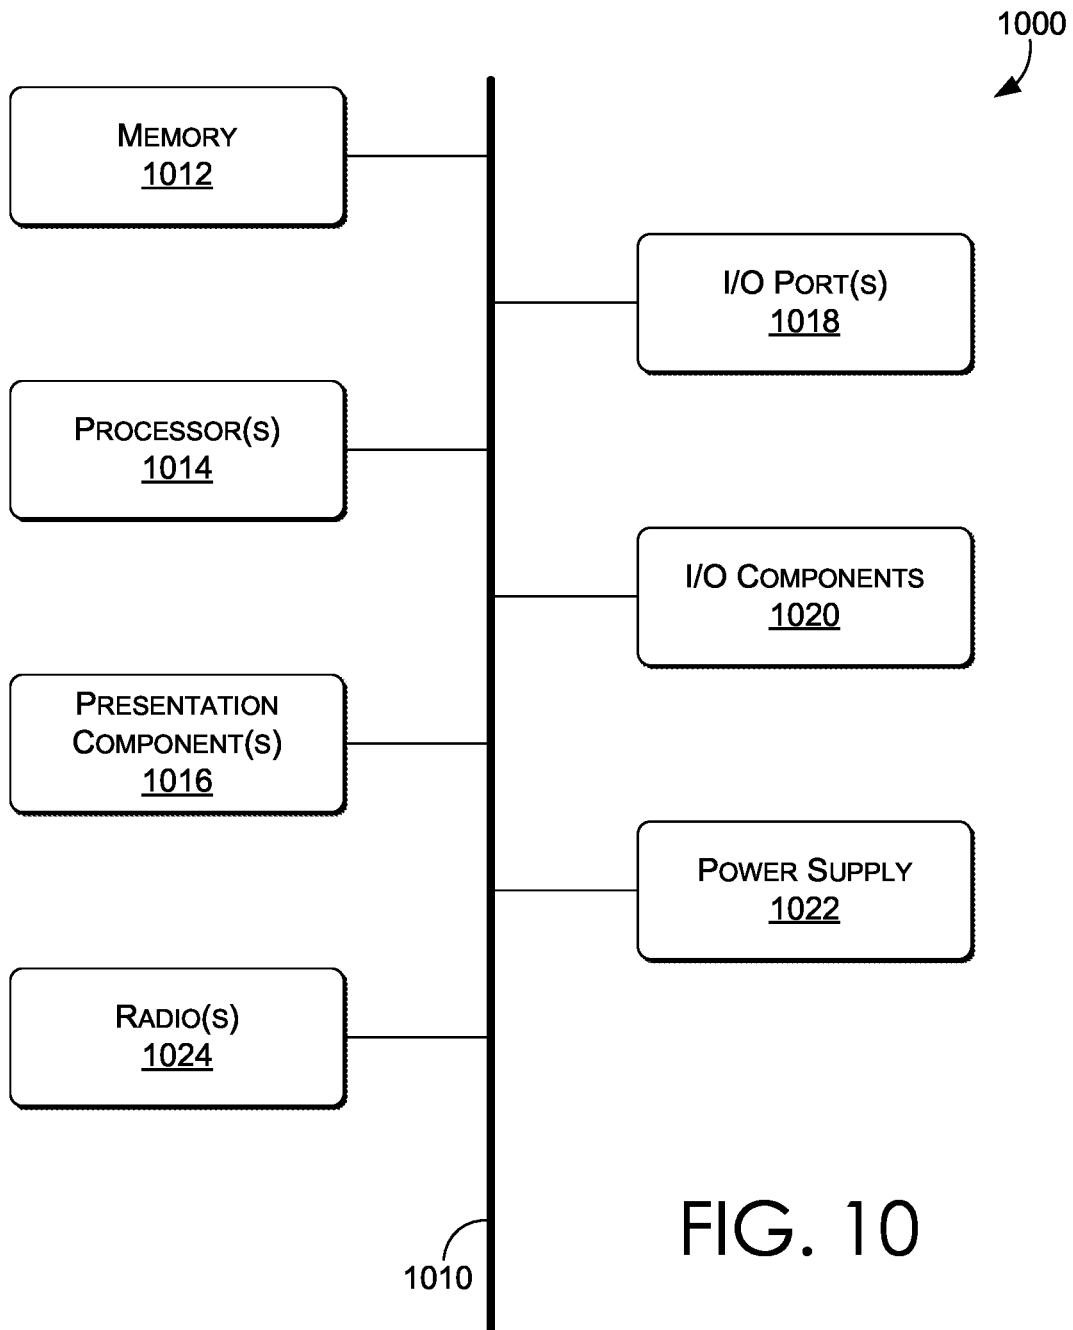 1000
MEMORY
1012
I/O PORT(S)
1018
PROCESSOR(S)
1014
I/O COMPONENTS
1020
PRESENTATION
COMPONENT(S)
1016
POWER SUPPLY
1022
RADIO(S)
1024
1010
FIG. 10